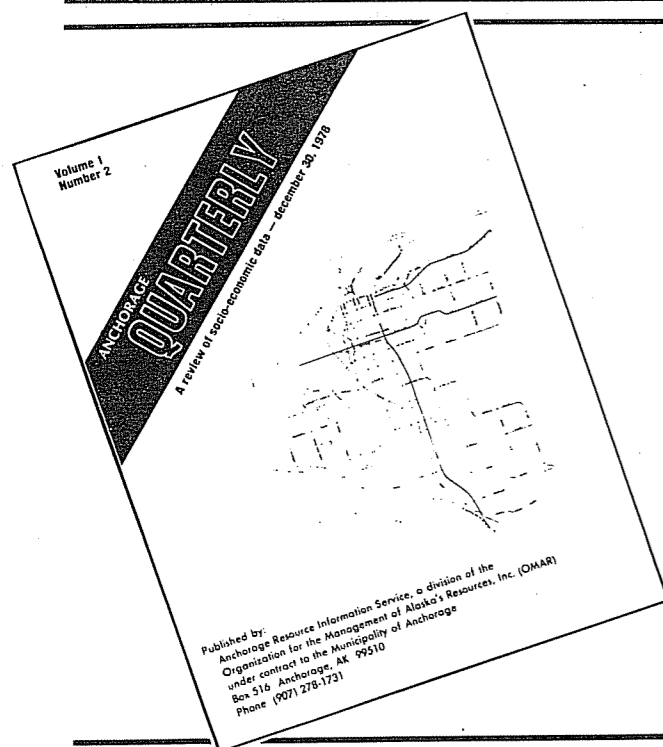 Volume I
Number 2
ANCHORAGE
QUARTERLY
A review of socio-economic data — december 30, 1978
Published by:
Anchorage Resource Information Service, a division of the
Organization for the Management of Alaska's Resources, Inc. (OMAR)
under contract to the Municipality of Anchorage
Box 516 Anchorage, AK 99510
Phone (907) 278-1731